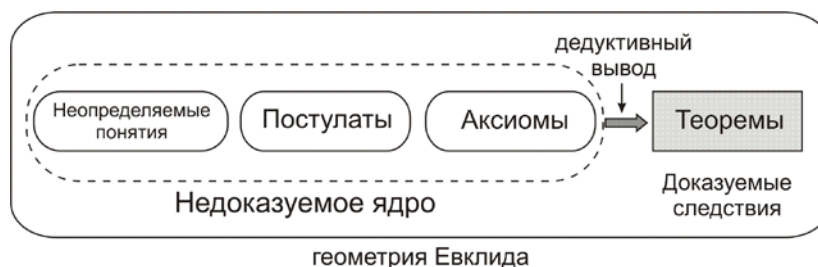 дедуктивный
вывод
Неопределяемые
понятия
Постулаты
Аксиомы
Теоремы
Недоказуемое ядро
Доказуемые
следствия
геометрия Евклида